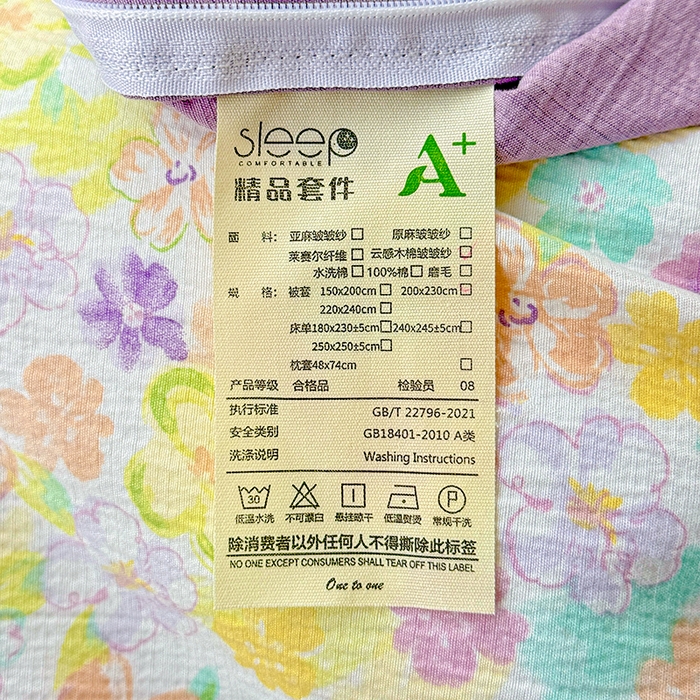 sleep
COMFORTABLE
精品套件
A+
面 料：亚麻皱皱纱□ 原麻皱皱纱□
莱赛尔纤维□ 云感木棉皱皱纱□
水洗棉□ 100%棉□ 磨毛□
规 格：被套 150x200cm□ 200x230cm□
220x240cm□
床单180x230±5cm□ 240x245±5cm□
250x250±5cm□
枕套48x74cm □
产品等级 合格品 检验员 08
执行标准 GB/T 22796-2021
安全类别 GB18401-2010 A类
洗涤说明 Washing Instructions
30 P
低温水洗 不可漂白 悬挂晾干 低温熨烫 常规干洗
除消费者以外任何人不得撕除此标签
NO ONE EXCEPT CONSUMERS SHALL TEAR OFF THIS LABEL
One to one